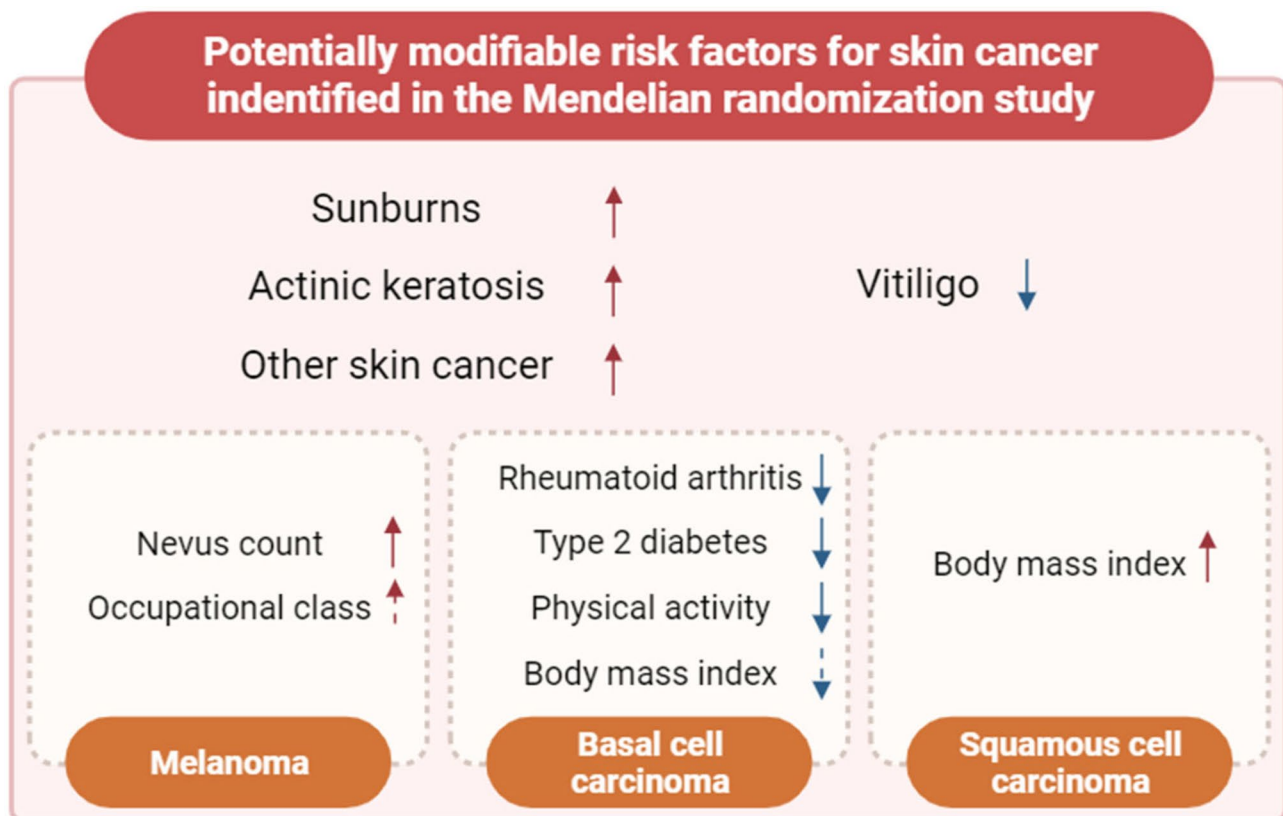 Potentially modifiable risk factors for skin cancer
indentified in the Mendelian randomization study
Sunburns
Actinic keratosis
Other skin cancer
Vitiligo
Nevus count
Occupational class
Melanoma
Rheumatoid arthritis
Type 2 diabetes
Physical activity
Body mass index
Basal cell
carcinoma
Body mass index
Squamous cell
carcinoma